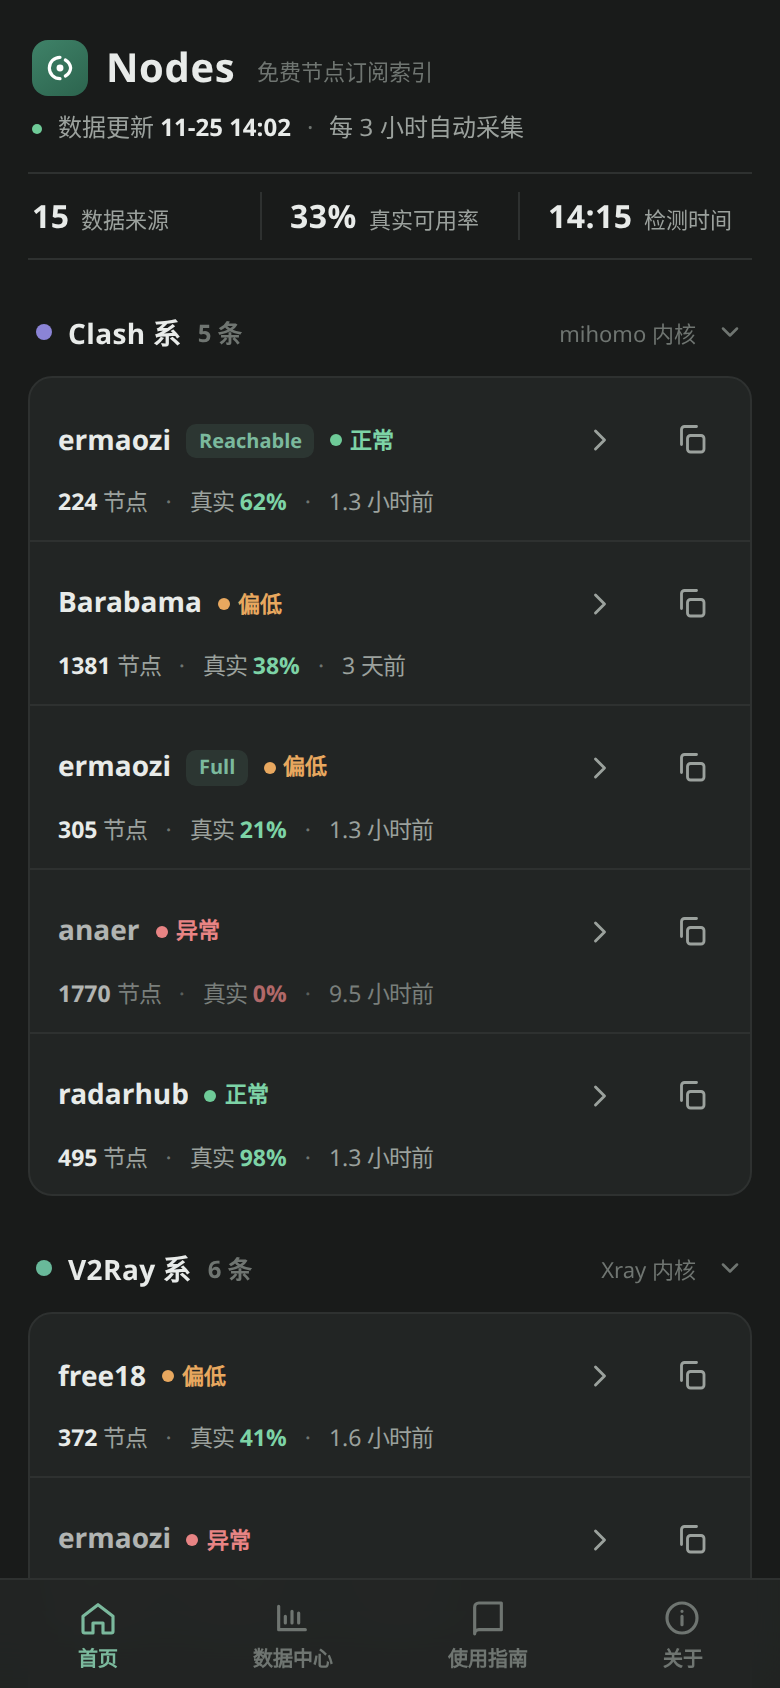 Nodes 免费节点订阅索引
数据更新 11-25 14:02 · 每 3 小时自动采集
15 数据来源 33% 真实可用率 14:15 检测时间
Clash 系 5 条 mihomo 内核
ermaozi Reachable 正常
224 节点 · 真实 62% · 1.3 小时前
Barabama 偏低
1381 节点 · 真实 38% · 3 天前
ermaozi Full 偏低
305 节点 · 真实 21% · 1.3 小时前
anaer 异常
1770 节点 · 真实 0% · 9.5 小时前
radarhub 正常
495 节点 · 真实 98% · 1.3 小时前
V2Ray 系 6 条 Xray 内核
free18 偏低
372 节点 · 真实 41% · 1.6 小时前
ermaozi 异常
首页 数据中心 使用指南 关于